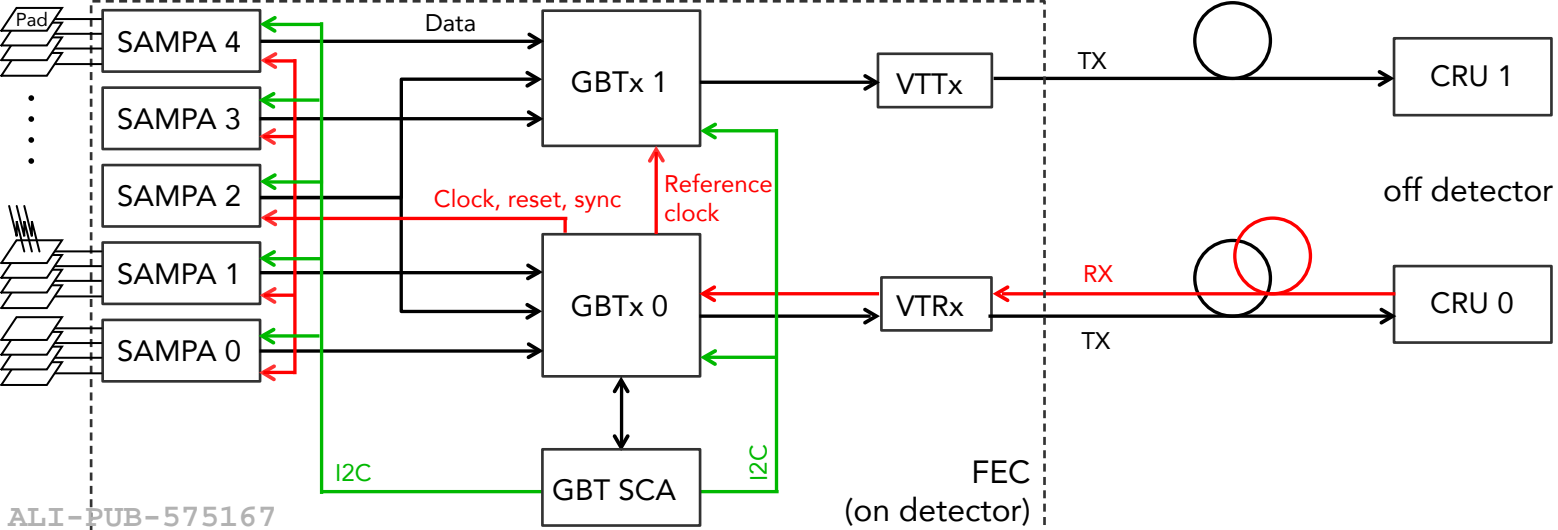 Pad
SAMPA 4
Data
GBTx 1
VTTx
TX
CRU 1
SAMPA 3
SAMPA 2
Clock, reset, sync
Reference
clock
off detector
SAMPA 1
GBTx 0
VTRx
RX
TX
CRU 0
SAMPA 0
I2C
GBT SCA
I2C
FEC
(on detector)
ALI-PUB-575167